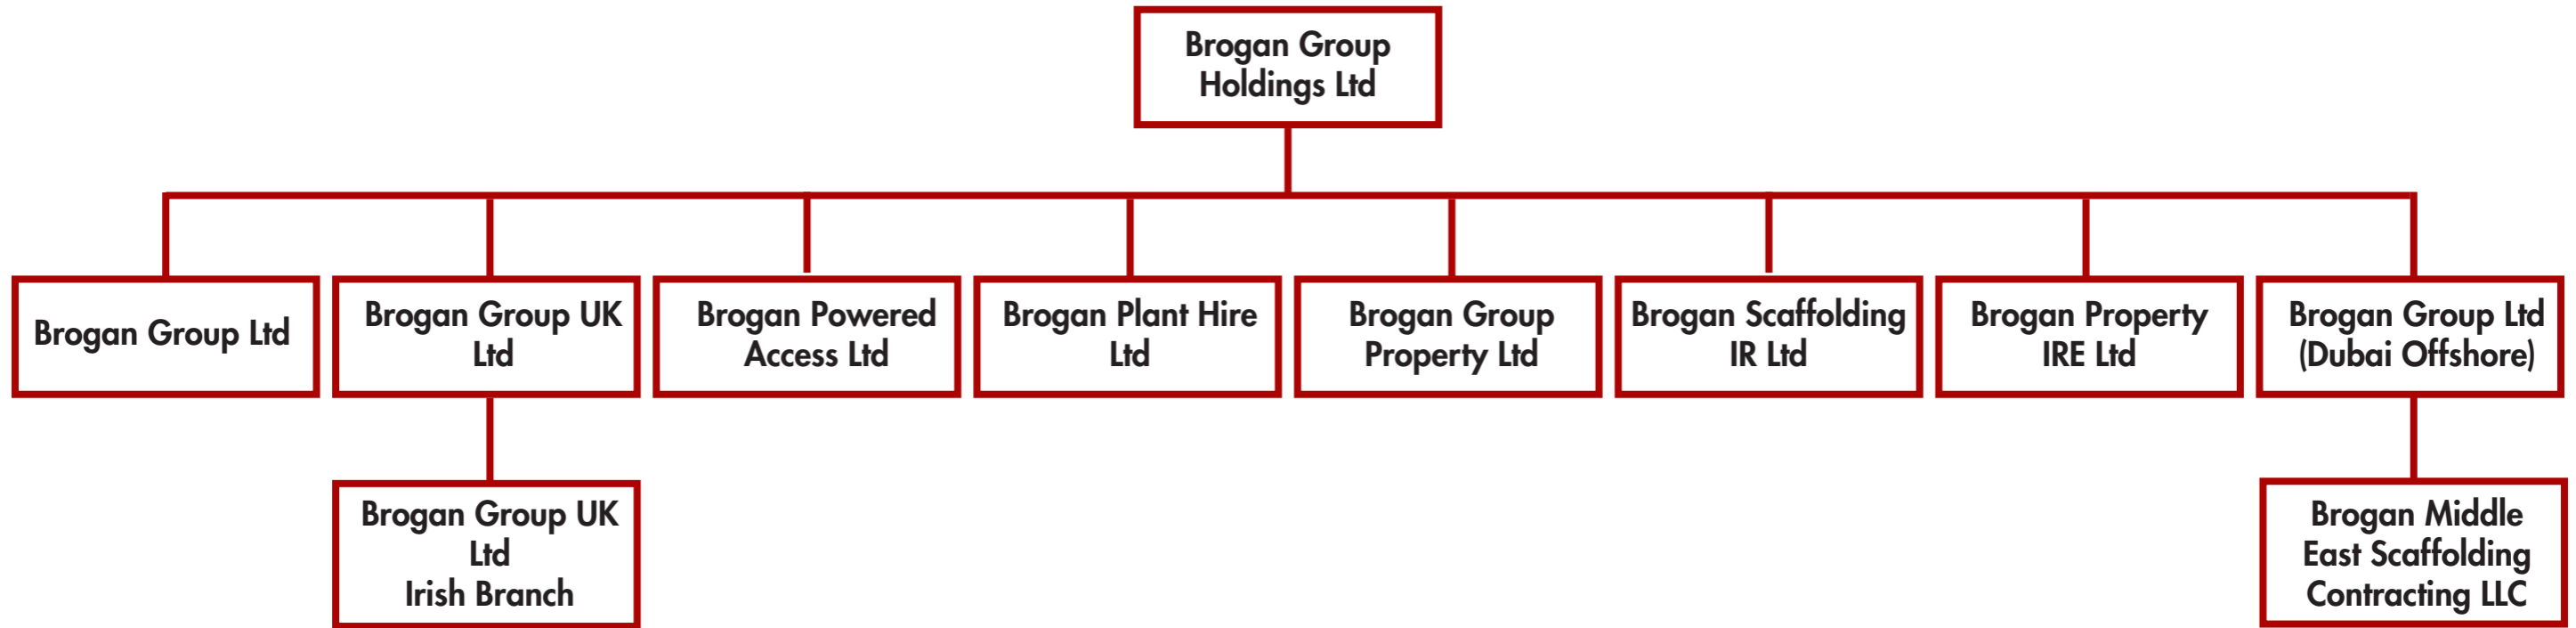 Brogan Group
Holdings Ltd
Brogan Group Ltd
Brogan Group UK
Ltd
Brogan Powered
Access Ltd
Brogan Plant Hire
Ltd
Brogan Group
Property Ltd
Brogan Scaffolding
IR Ltd
Brogan Property
IRE Ltd
Brogan Group Ltd
(Dubai Offshore)
Brogan Group UK
Ltd
Irish Branch
Brogan Middle
East Scaffolding
Contracting LLC